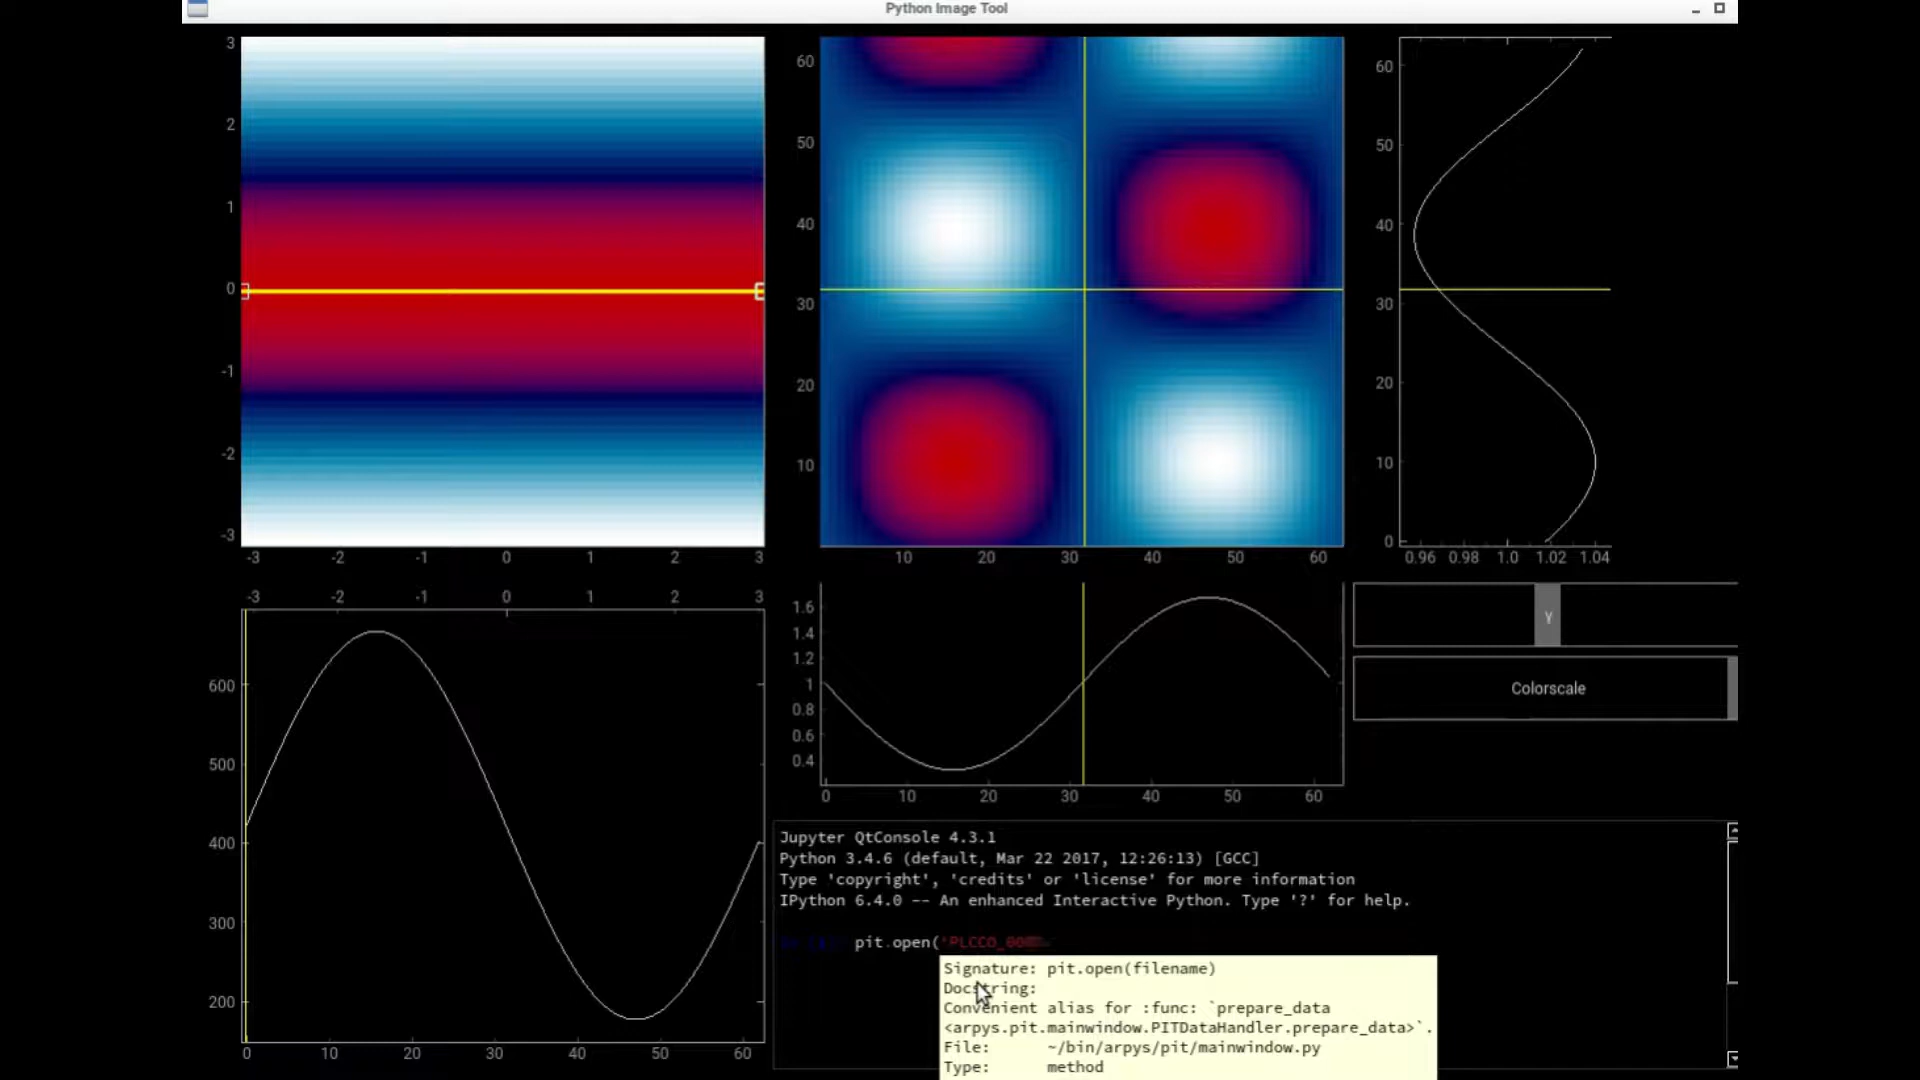 Python Image Tool
3
2
1
0
-1
-2
-3
-3 -2 -1 0 1 2 3
60
50
40
30
20
10
10 20 30 40 50 60
60
50
40
30
20
10
0
0.96 0.98 1.0 1.02 1.04
-3 -2 -1 0 1 2 3
600
500
400
300
200
0 10 20 30 40 50 60
1.6
1.4
1.2
1
0.8
0.6
0.4
0 10 20 30 40 50 60
Y
Colorscale
Jupyter QtConsole 4.3.1
Python 3.4.6 (default, Mar 22 2017, 12:26:13) [GCC]
Type 'copyright', 'credits' or 'license' for more information
IPython 6.4.0 -- An enhanced Interactive Python. Type '?' for help.
pit.open('PLCCO_00
Signature: pit.open(filename)
Docstring:
Convenient alias for :func: `prepare_data
<arpys.pit.mainwindow.PITDataHandler.prepare_data>`.
File: ~/bin/arpys/pit/mainwindow.py
Type: method